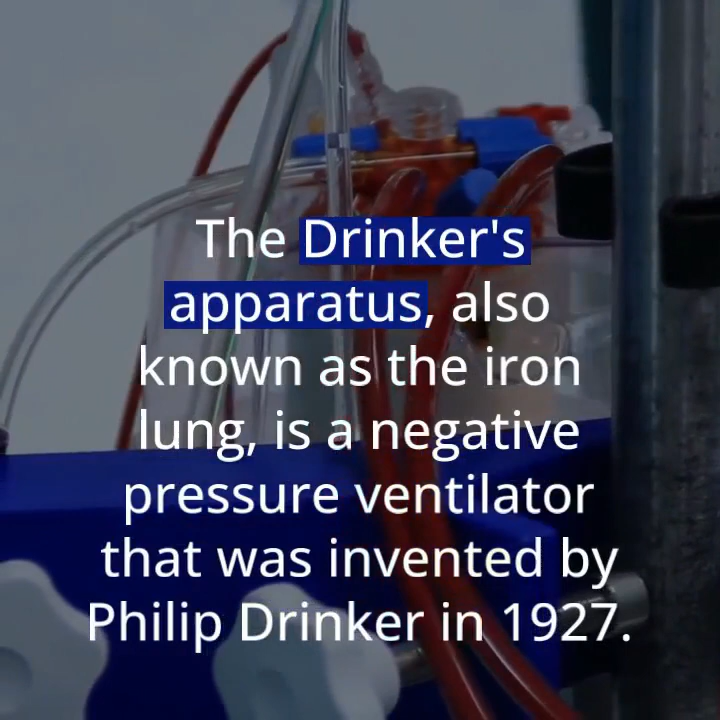 The Drinker's
apparatus, also
known as the iron
lung, is a negative
pressure ventilator
that was invented by
Philip Drinker in 1927.